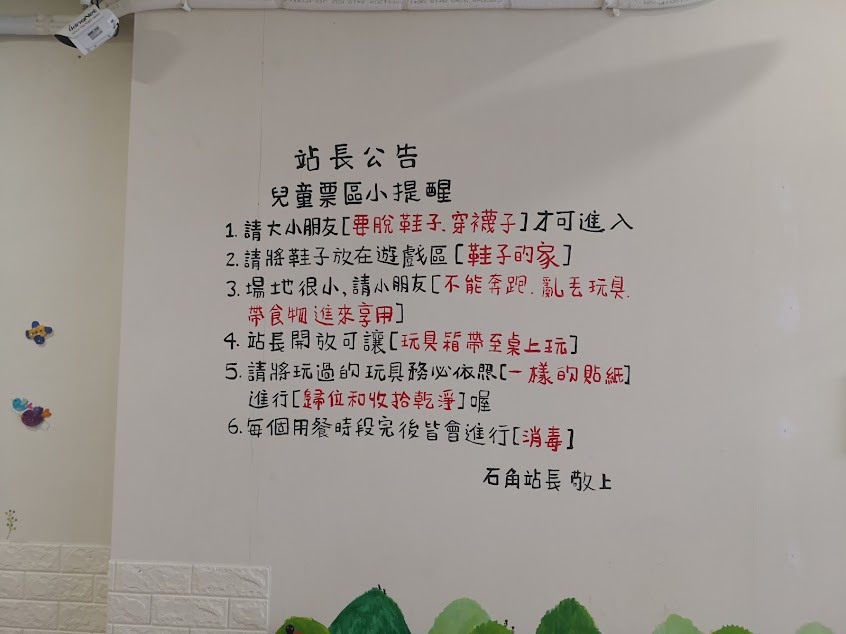 站長公告
兒童票區小提醒
1. 請大小朋友[要脫鞋子.穿襪子]才可進入
2. 請將鞋子放在遊戲區[鞋子的家]
3. 場地很小、請小朋友[不能奔跑.亂丟玩具.
帶食物進來享用]
4. 站長開放可讓[玩具箱帶至桌上玩]
5. 請將玩過的玩具務必依照[一樣的貼紙]
進行[歸位和收拾乾淨]喔
6. 每個用餐時段完後皆會進行[消毒]
石角站長 敬上